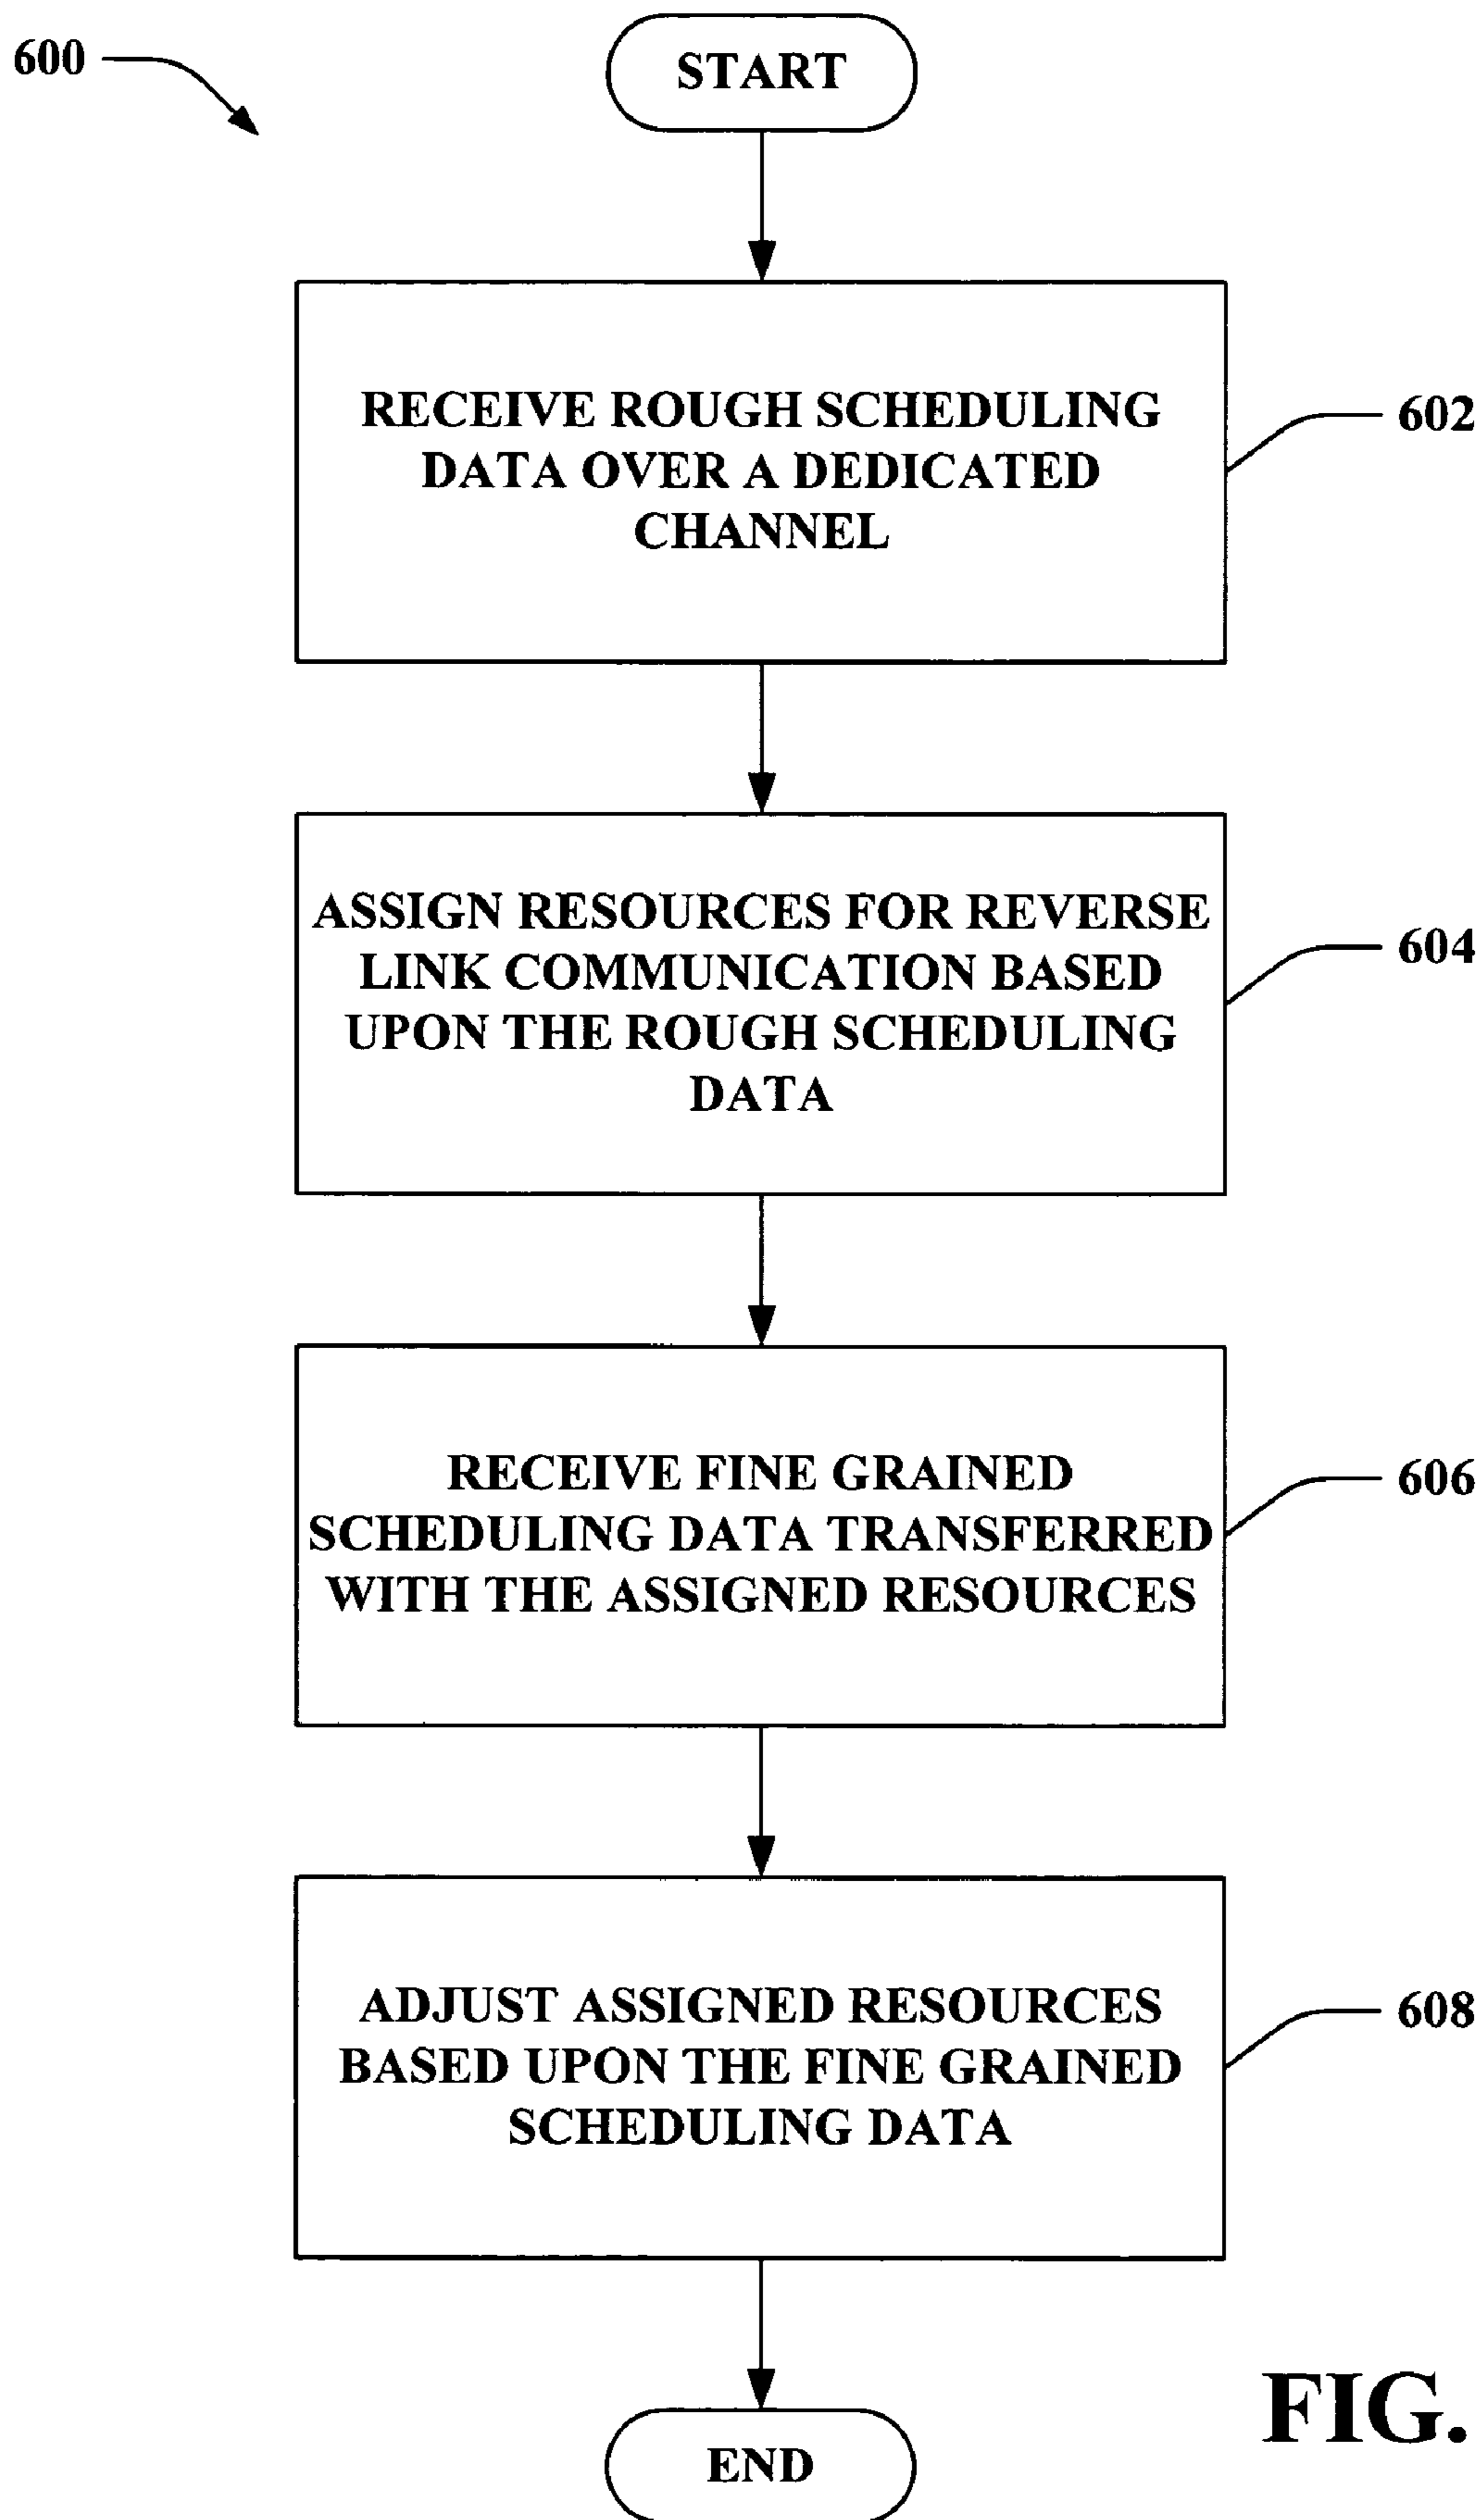 600
START
RECEIVE ROUGH SCHEDULING
DATA OVER A DEDICATED
CHANNEL
602
ASSIGN RESOURCES FOR REVERSE
LINK COMMUNICATION BASED
UPON THE ROUGH SCHEDULING
DATA
604
RECEIVE FINE GRAINED
SCHEDULING DATA TRANSFERRED
WITH THE ASSIGNED RESOURCES
606
ADJUST ASSIGNED RESOURCES
BASED UPON THE FINE GRAINED
SCHEDULING DATA
608
FIG.
END